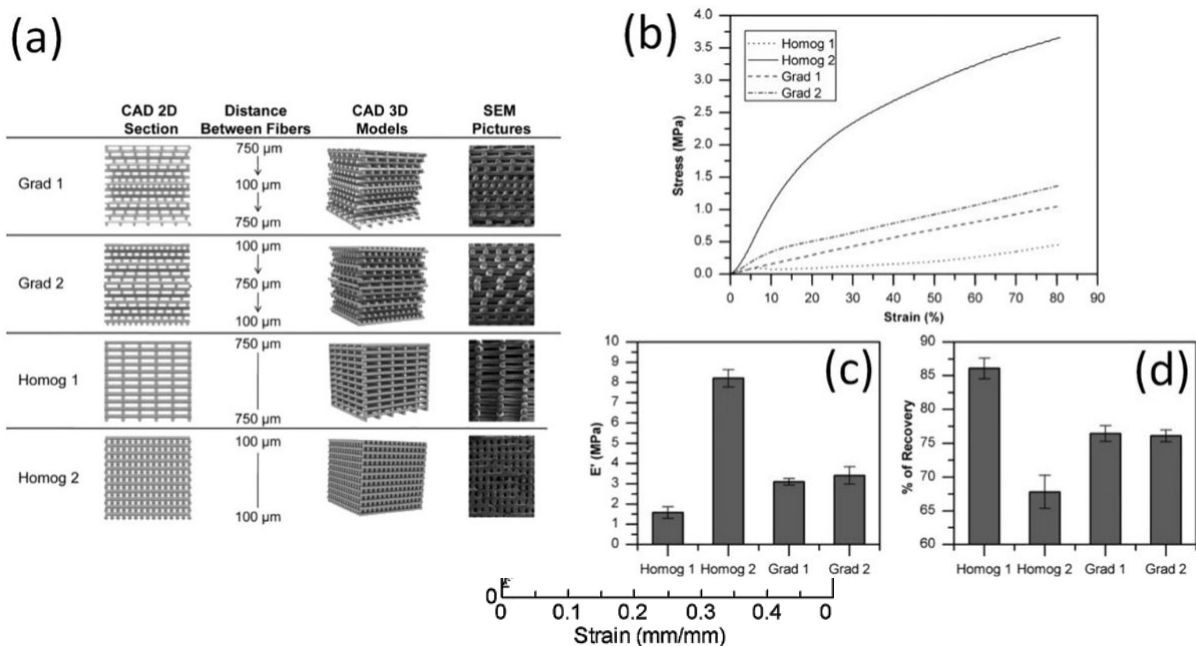 (a)
CAD 2D Section
Distance Between Fibers
CAD 3D Models
SEM Pictures
Grad 1
750 µm
100 µm
750 µm
Grad 2
100 µm
750 µm
100 µm
Homog 1
750 µm
750 µm
Homog 2
100 µm
100 µm
(b)
4.0
3.5
3.0
2.5
2.0
1.5
1.0
0.5
0.0
Stress (MPa)
Homog 1
Homog 2
Grad 1
Grad 2
0 10 20 30 40 50 60 70 80 90
Strain (%)
(c)
10
9
8
7
6
5
4
3
2
1
0
E' (MPa)
Homog 1 Homog 2 Grad 1 Grad 2
(d)
90
85
80
75
70
65
60
% of Recovery
Homog 1 Homog 2 Grad 1 Grad 2
0
0 0.1 0.2 0.3 0.4 0
Strain (mm/mm)